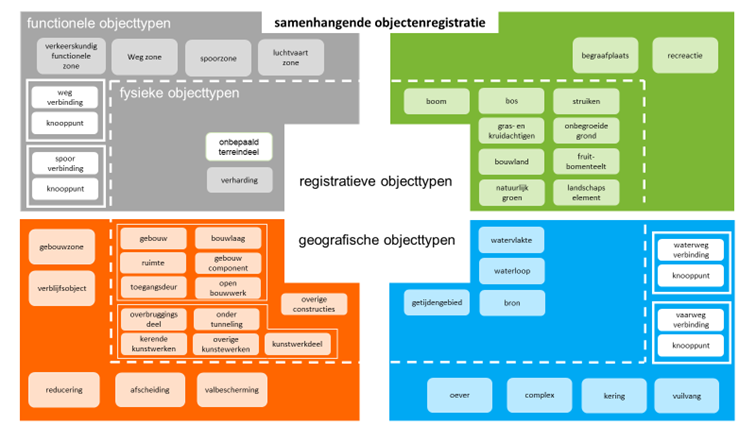 functionele objecttypen
samenhangende objectenregistratie
verkeerskundig
functionele
zone
Weg zone
spoorzone
luchtvaart
zone
begraafplaats
recreactie
weg
verbinding
knooppunt
fysieke objecttypen
boom
bos
struiken
gras- en
kruidachtigen
onbegroeide
grond
spoor
verbinding
knooppunt
onbepaald
terreindeel
verharding
bouwland
fruit-
bomenteelt
natuurlijk
groen
landschaps
element
registratieve objecttypen
geografische objecttypen
gebouwzone
verblijfsobject
gebouw
bouwlaag
ruimte
gebouw
component
toegangsdeur
open
bouwwerk
overige
constructies
overbruggings
deel
onder
tunneling
kerende
kunstwerken
overige
kunstewerken
kunstwerkdeel
reducering
afscheiding
valbescherming
watervlakte
waterloop
getijdengebied
bron
waterweg
verbinding
knooppunt
vaarweg
verbinding
knooppunt
oever
complex
kering
vuilvang